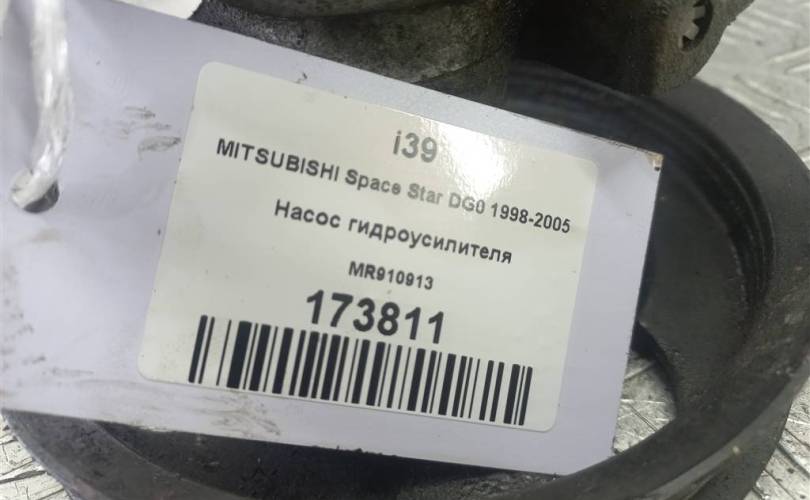 i39
MITSUBISHI Space Star DG0 1998-2005
Насос гидроусилителя
MR910913
173811